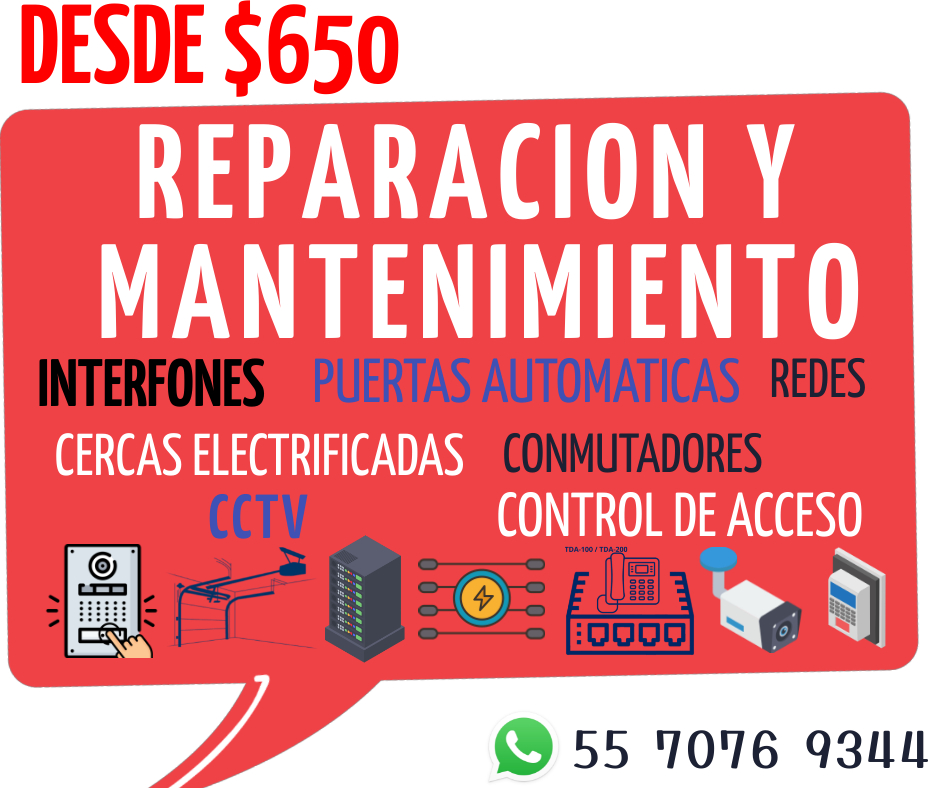 DESDE $650
REPARACION Y
MANTENIMIENTO
INTERFONES PUERTAS AUTOMATICAS REDES
CERCAS ELECTRIFICADAS CONMUTADORES
CCTV CONTROL DE ACCESO
TDA-100 / TDA-200
55 7076 9344